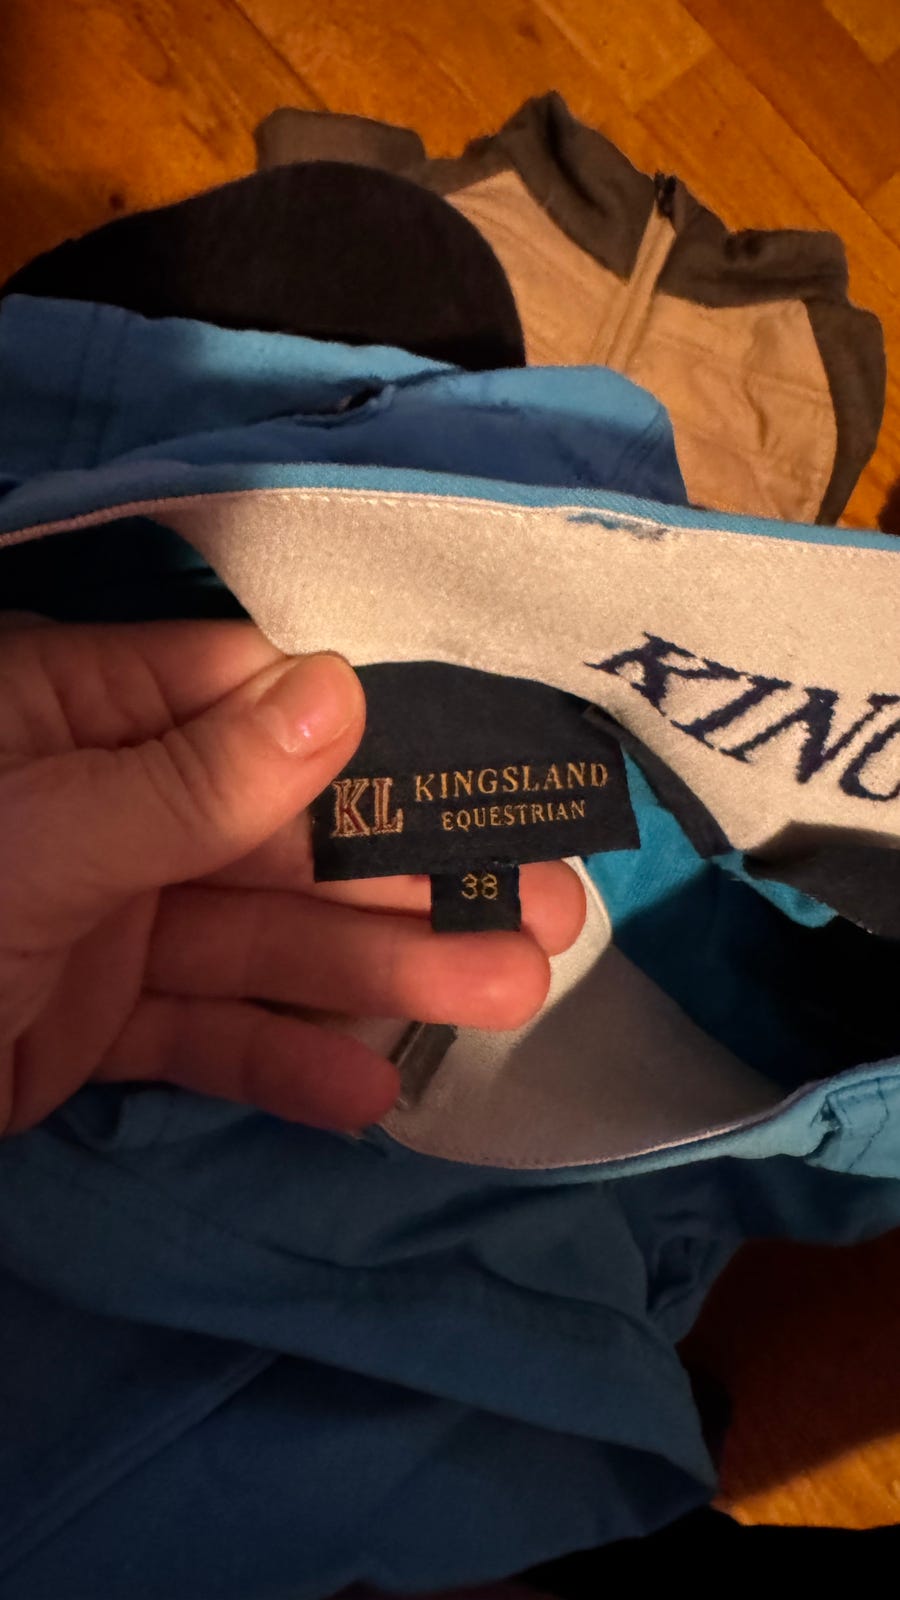 KING
KL KINGSLAND
EQUESTRIAN
38